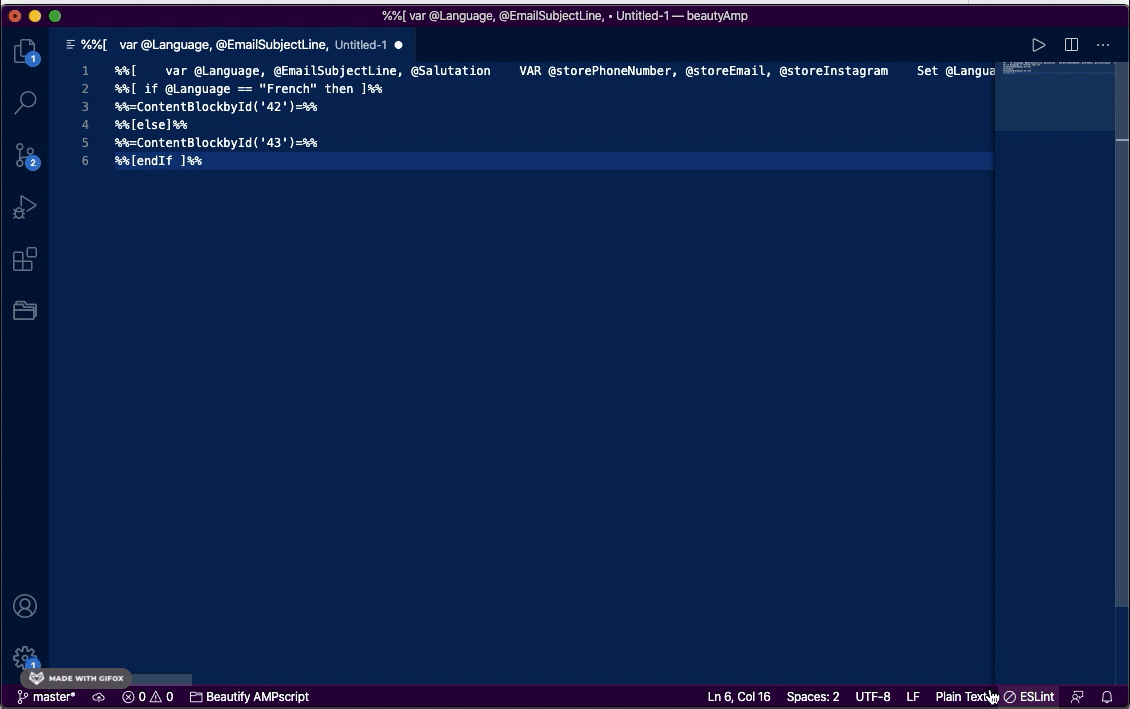 %%[ var @Language, @EmailSubjectLine, • Untitled-1 — beautyAmp
%%[ var @Language, @EmailSubjectLine, Untitled-1
1 %%[ var @Language, @EmailSubjectLine, @Salutation VAR @storePhoneNumber, @storeEmail, @storeInstagram Set @Langua
2 %%[ if @Language == "French" then ]%%
3 %%=ContentBlockbyId('42')=%%
4 %%[else]%%
5 %%=ContentBlockbyId('43')=%%
6 %%[endIf ]%%
1
2
1
MADE WITH GIFOX
master* 0 0 Beautify AMPscript Ln 6, Col 16 Spaces: 2 UTF-8 LF Plain Text ESLint